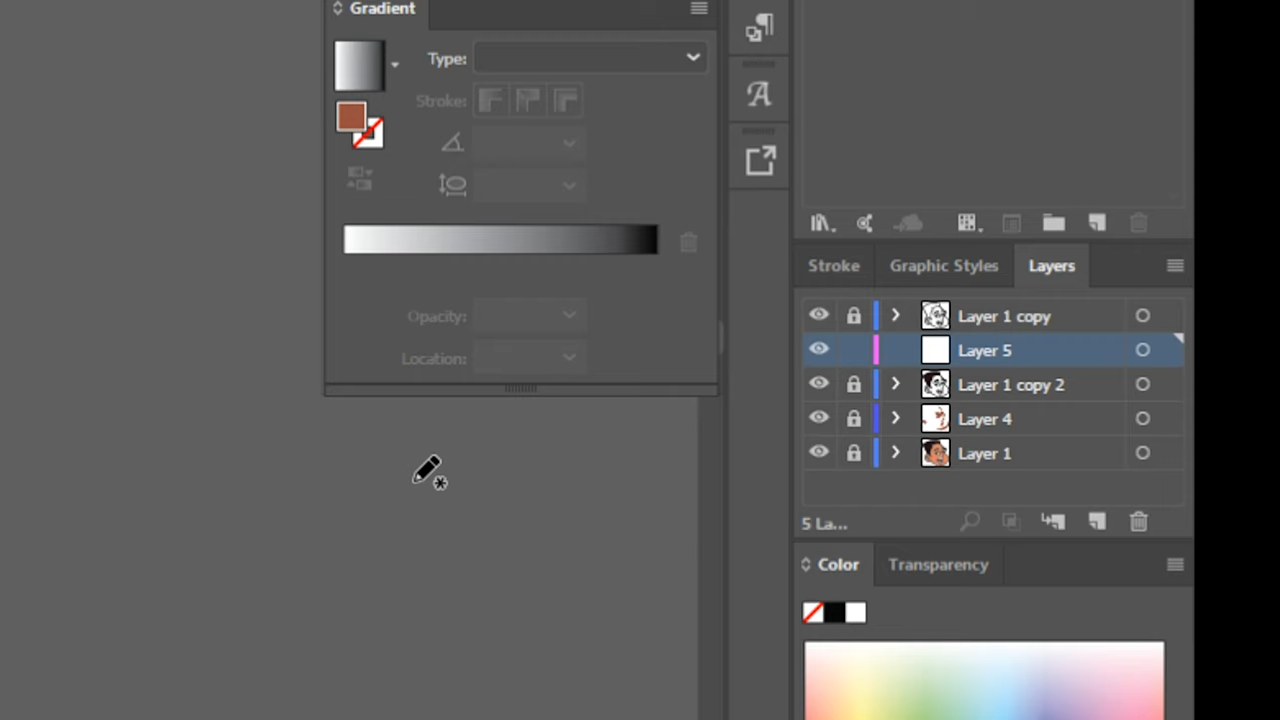 Gradient
Type:
Stroke:
Opacity:
Location:
Stroke
Graphic Styles
Layers
Layer 1 copy
Layer 5
Layer 1 copy 2
Layer 4
Layer 1
5 La...
Color
Transparency